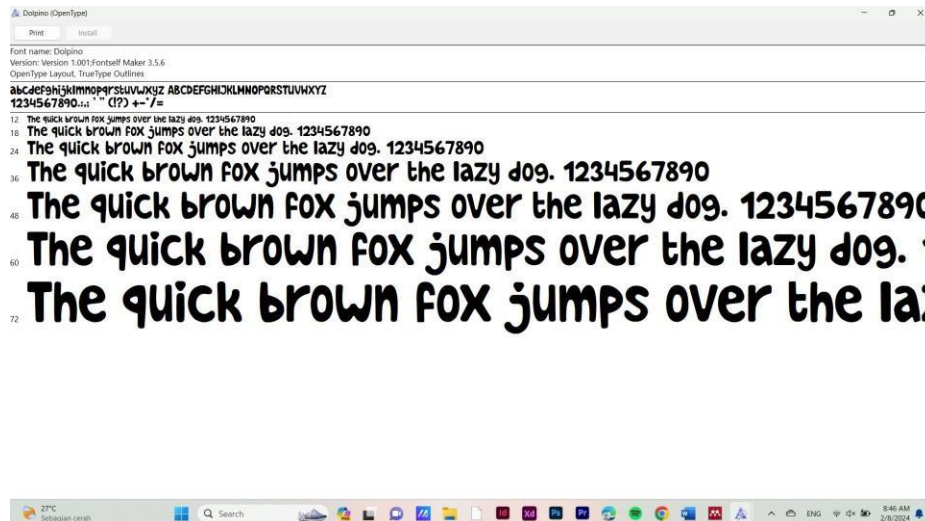 Dolpino (OpenType)
Print Install
Font name: Dolpino
Version: Version 1.001;Fontself Maker 3.5.6
OpenType Layout, TrueType Outlines
abcdefghijklmnopqrstuvwxyz ABCDEFGHIJKLMNOPQRSTUVWXYZ
1234567890.:,; ' " (!?) +-*/=
12 The quick brown fox jumps over the lazy dog. 1234567890
18 The quick brown fox jumps over the lazy dog. 1234567890
24 The quick brown fox jumps over the lazy dog. 1234567890
36 The quick brown fox jumps over the lazy dog. 1234567890
48 The quick brown fox jumps over the lazy dog. 1234567890
60 The quick brown fox jumps over the lazy dog.
72 The quick brown fox jumps over the la
27°C
Sebagian cerah
Search
Id Xd Ps Pr
ENG
8:46 AM
2/8/2024